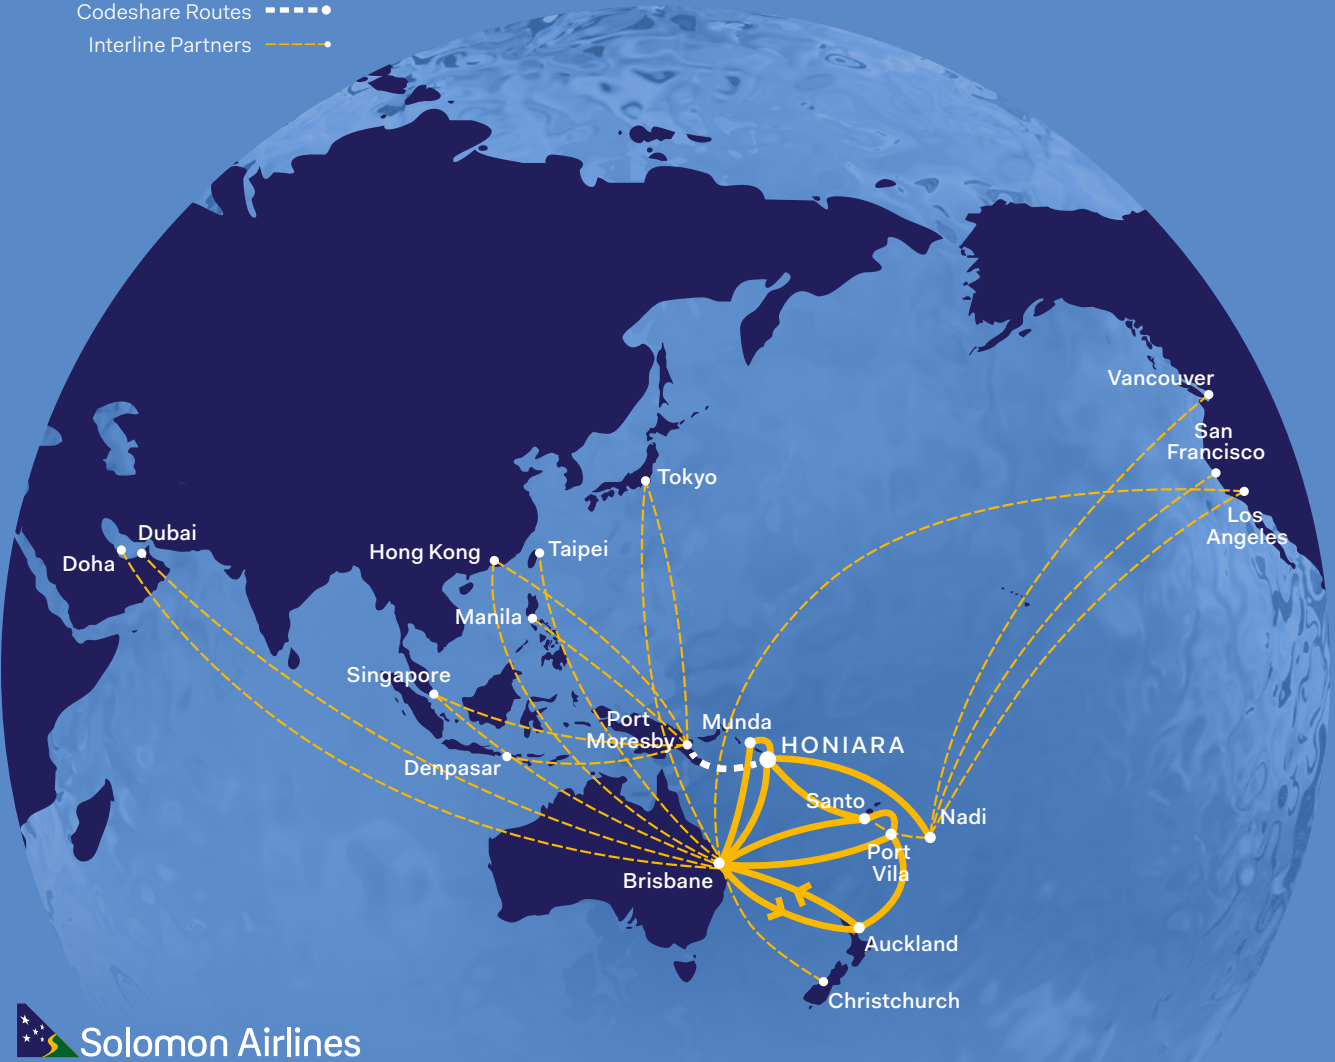 Codeshare Routes
Interline Partners
Vancouver
San
Francisco
Los
Angeles
Tokyo
Dubai
Doha
Hong Kong
Taipei
Manila
Singapore
Port
Moresby
Munda
HONIARA
Denpasar
Santo
Nadi
Port
Vila
Brisbane
Auckland
Christchurch
Solomon Airlines